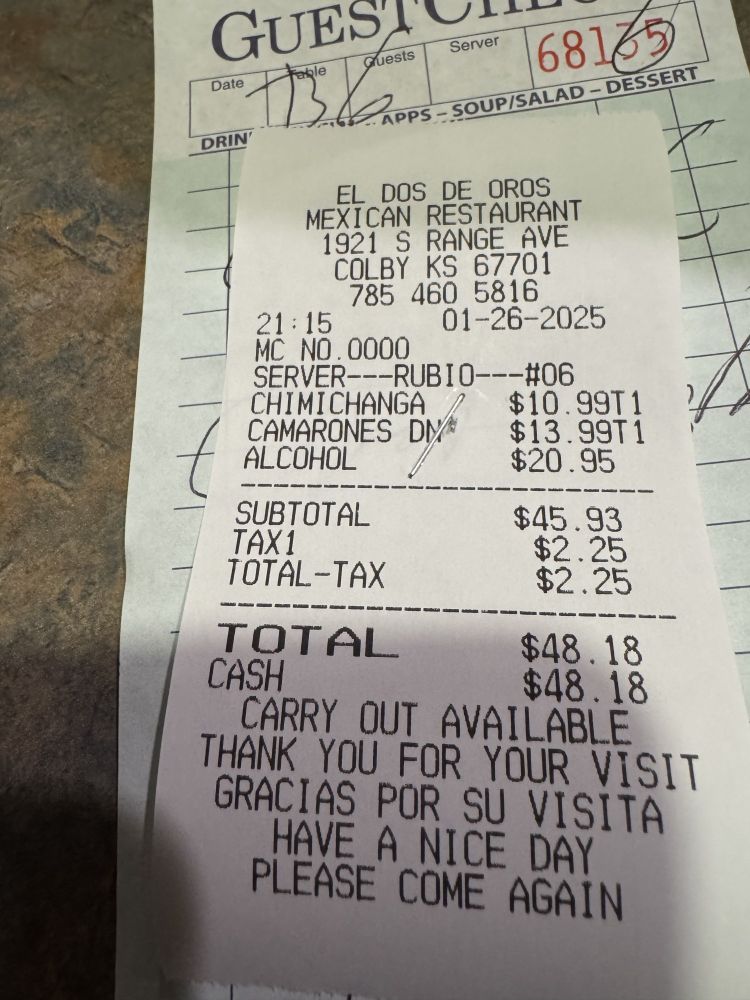 GUESTCHE
Date Table Guests Server 68135
APPS – SOUP/SALAD – DESSERT
EL DOS DE OROS
MEXICAN RESTAURANT
1921 S RANGE AVE
COLBY KS 67701
785 460 5816
21:15 01-26-2025
MC NO.0000
SERVER---RUBIO---#06
CHIMICHANGA $10.99T1
CAMARONES DN* $13.99T1
ALCOHOL $20.95
SUBTOTAL $45.93
TAX1 $2.25
TOTAL-TAX $2.25
TOTAL $48.18
CASH $48.18
CARRY OUT AVAILABLE
THANK YOU FOR YOUR VISIT
GRACIAS POR SU VISITA
HAVE A NICE DAY
PLEASE COME AGAIN